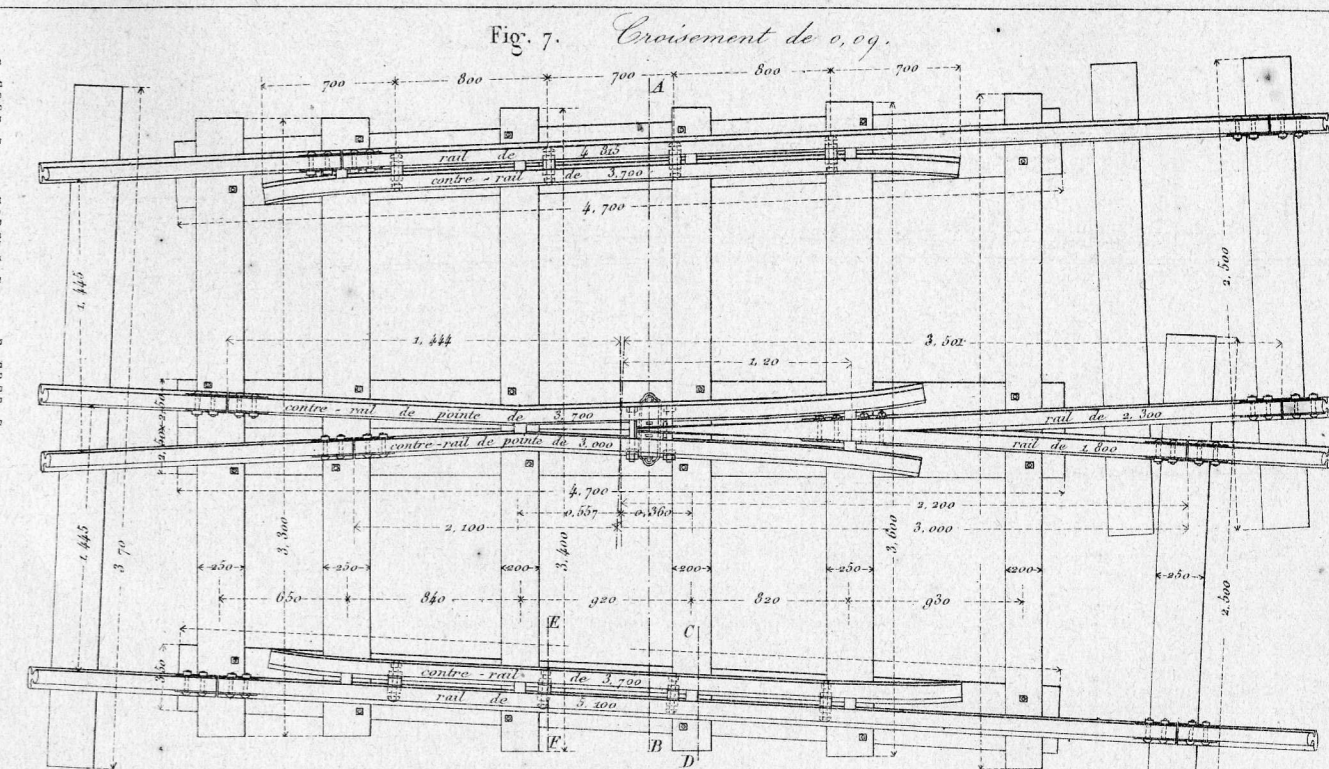 Fig. 7. Croisement de 0,09.
700 800 700 800 700
A
rail de 4 815
contre-rail de 3,700
4,700
1,445
3,70
2,500
1,444
3,501
1,20
contre-rail de pointe de 3,700
rail de 2,300
contre-rail de pointe de 3,000
rail de 1,800
4,700
2,200
0,557 0,360
2,100
3,000
1,445
3,300
3,400
3,600
250 250 200 200 250 200 250
650 840 920 820 930
2,500
E C
350
contre-rail de 3,700
rail de 5,200
F B
D